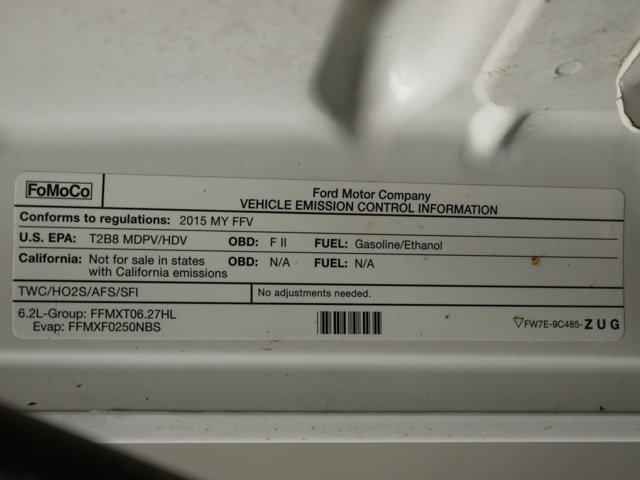 FoMoCo
Ford Motor Company
VEHICLE EMISSION CONTROL INFORMATION
Conforms to regulations: 2015 MY FFV
U.S. EPA: T2B8 MDPV/HDV OBD: F II FUEL: Gasoline/Ethanol
California: Not for sale in states OBD: N/A FUEL: N/A
with California emissions
TWC/HO2S/AFS/SFI No adjustments needed.
6.2L-Group: FFMXT06.27HL
Evap: FFMXF0250NBS
FW7E-9C485-ZUG